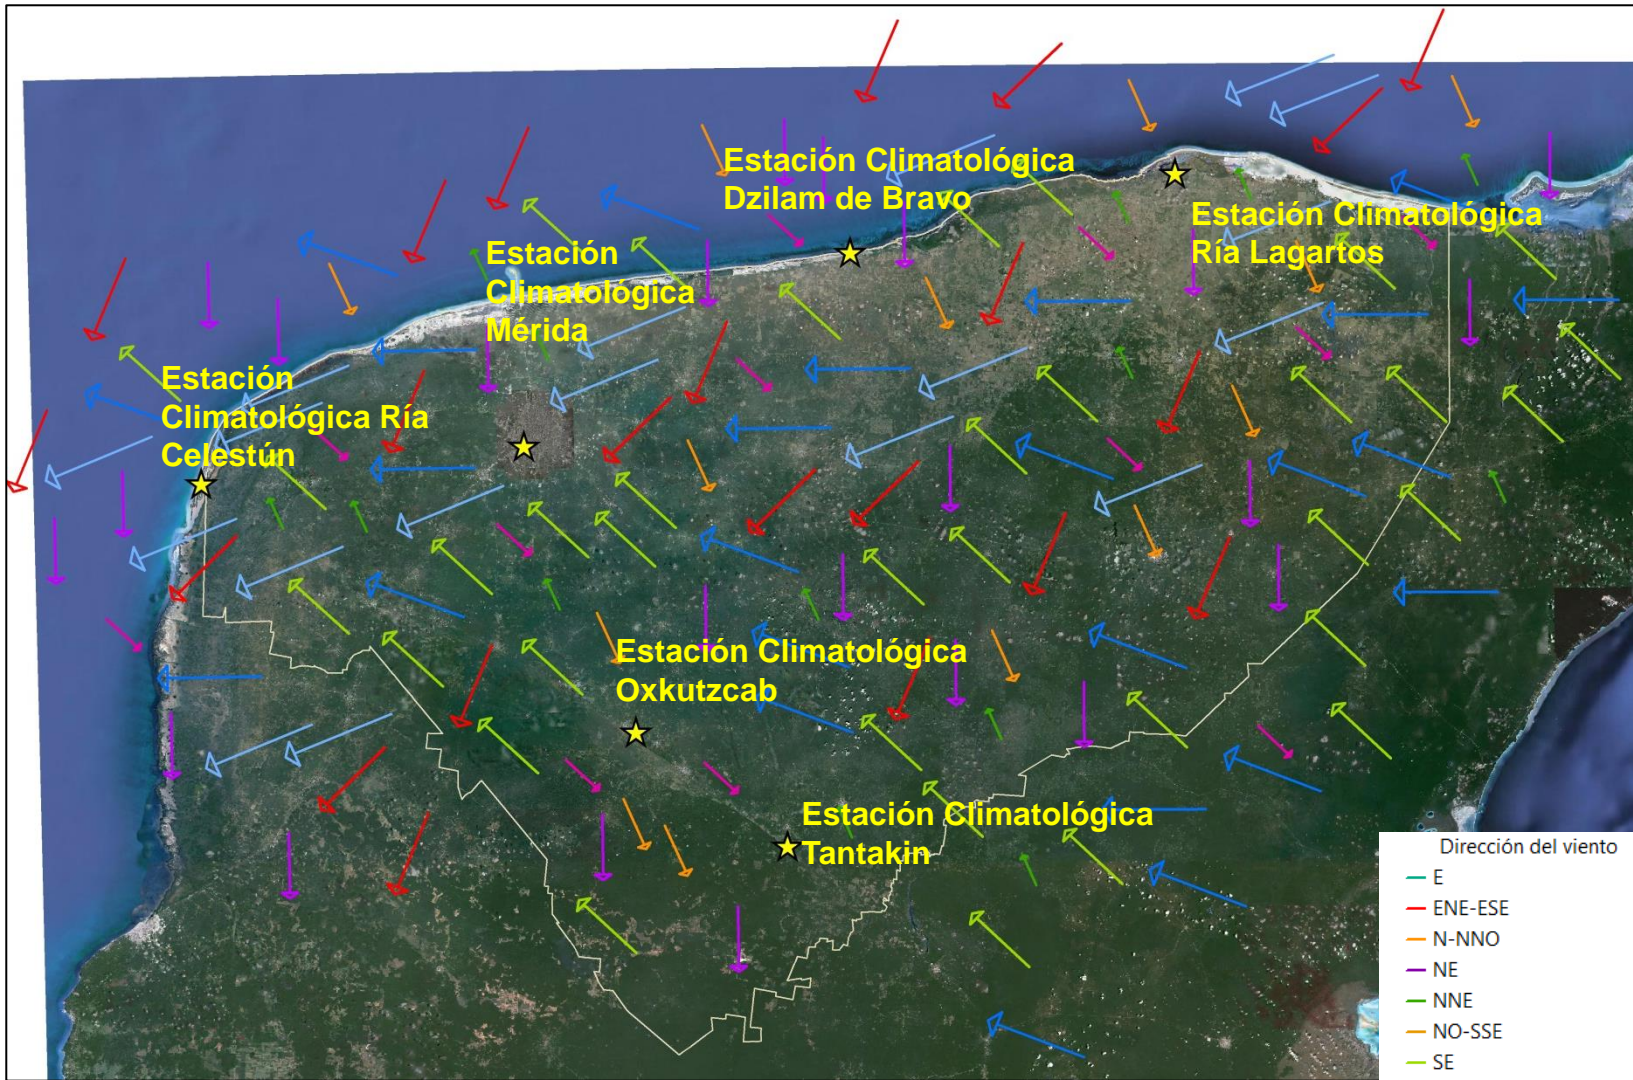 Estación Climatológica
Dzilam de Bravo
Estación Climatológica
Ría Lagartos
Estación
Climatológica
Mérida
Estación
Climatológica Ría
Celestún
Estación Climatológica
Oxkutzcab
Estación Climatológica
Tantakin
Dirección del viento
E
ENE-ESE
N-NNO
NE
NNE
NO-SSE
SE